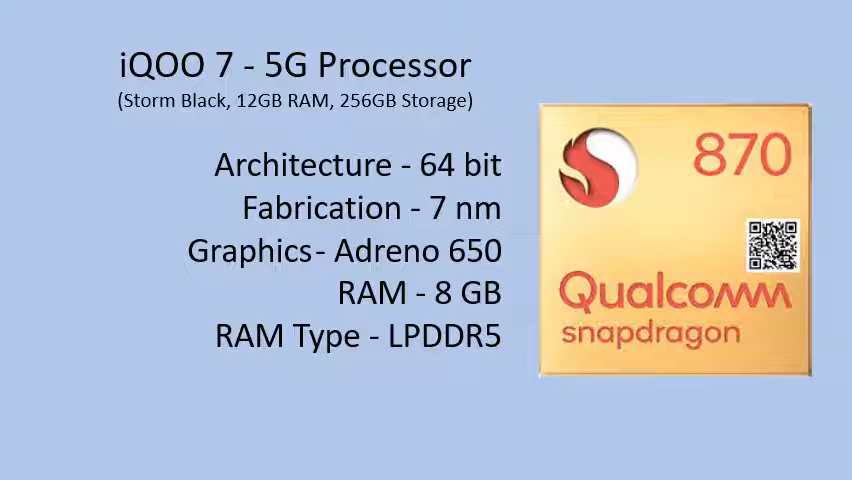 iQOO 7 - 5G Processor
(Storm Black, 12GB RAM, 256GB Storage)
Architecture - 64 bit
Fabrication - 7 nm
Graphics - Adreno 650
RAM - 8 GB
RAM Type - LPDDR5
870
Qualcomm
snapdragon